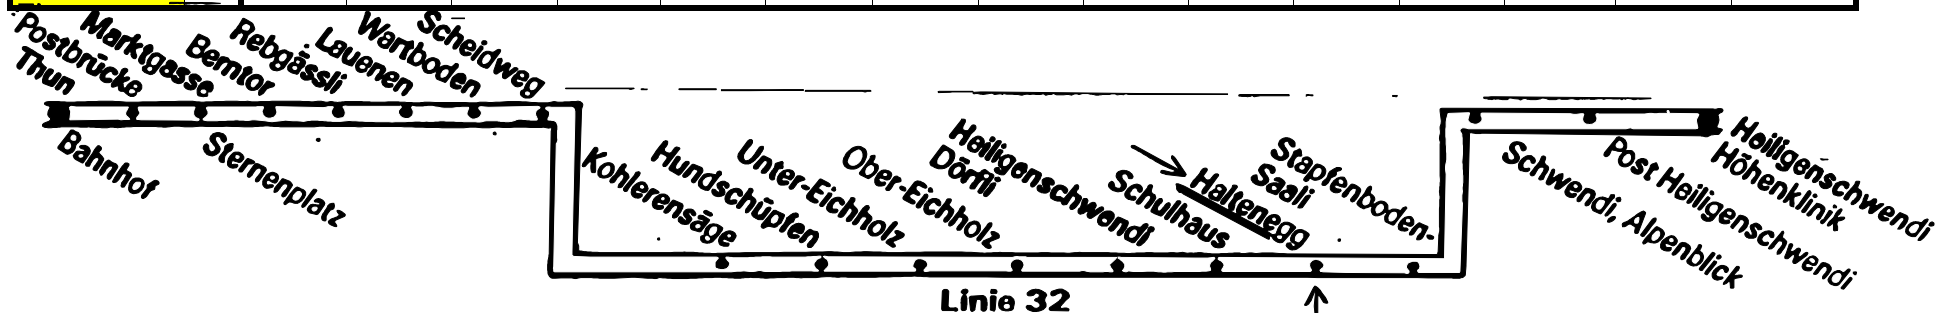 Thun
Bahnhof
Postbrücke
Marktgasse
Sternenplatz
Berntor
Rebgässli
Lauenen
Wartboden
Scheidweg
Kohlerensäge
Hundschüpfen
Unter-Eichholz
Ober-Eichholz
Dörfli
Heiligenschwendi
Schulhaus
Haltenegg
Stapfenboden-
Saali
Schwendi, Alpenblick
Post Heiligenschwendi
Heiligenschwendi
Höhenklinik
Linie 32